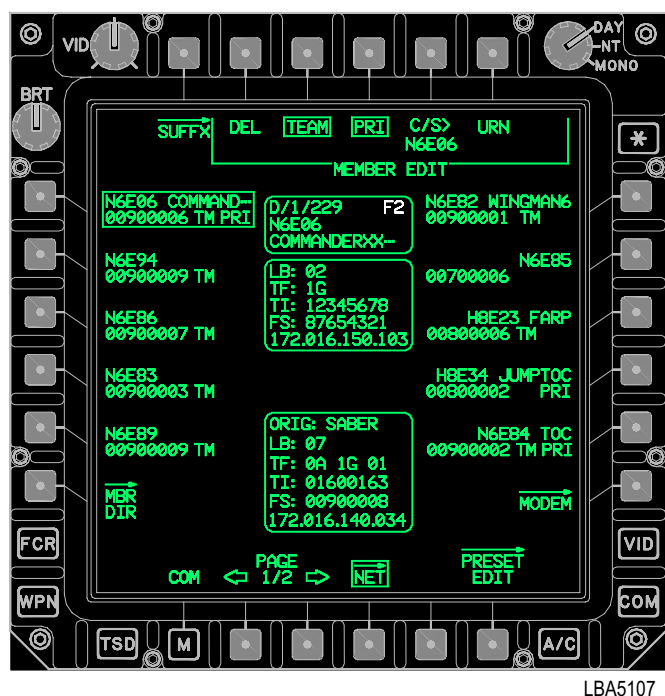 VID
DAY
NT
MONO
BRT
SUFFX DEL TEAM PRI C/S> URN
N6E06
MEMBER EDIT
*
N6E06 COMMAND…
00900006 TM PRI
D/1/229 F2
N6E06
COMMANDERXX…
N6E82 WINGMAN6
00900001 TM
N6E94
00900009 TM
LB: 02
TF: 1G
TI: 12345678
FS: 87654321
172.016.150.103
N6E85
00700006
N6E86
00900007 TM
H8E23 FARP
00800006 TM
N6E83
00900003 TM
H8E34 JUMPTOC
00800002 PRI
N6E89
00900009 TM
ORIG: SABER
LB: 07
TF: 0A 1G 01
TI: 01600163
FS: 00900008
172.016.140.034
N6E84 TOC
00900002 TM PRI
MBR
DIR
MODEM
FCR
VID
COM
PAGE
1/2
NET
PRESET
EDIT
WPN
COM
TSD
M
A/C
LBA5107